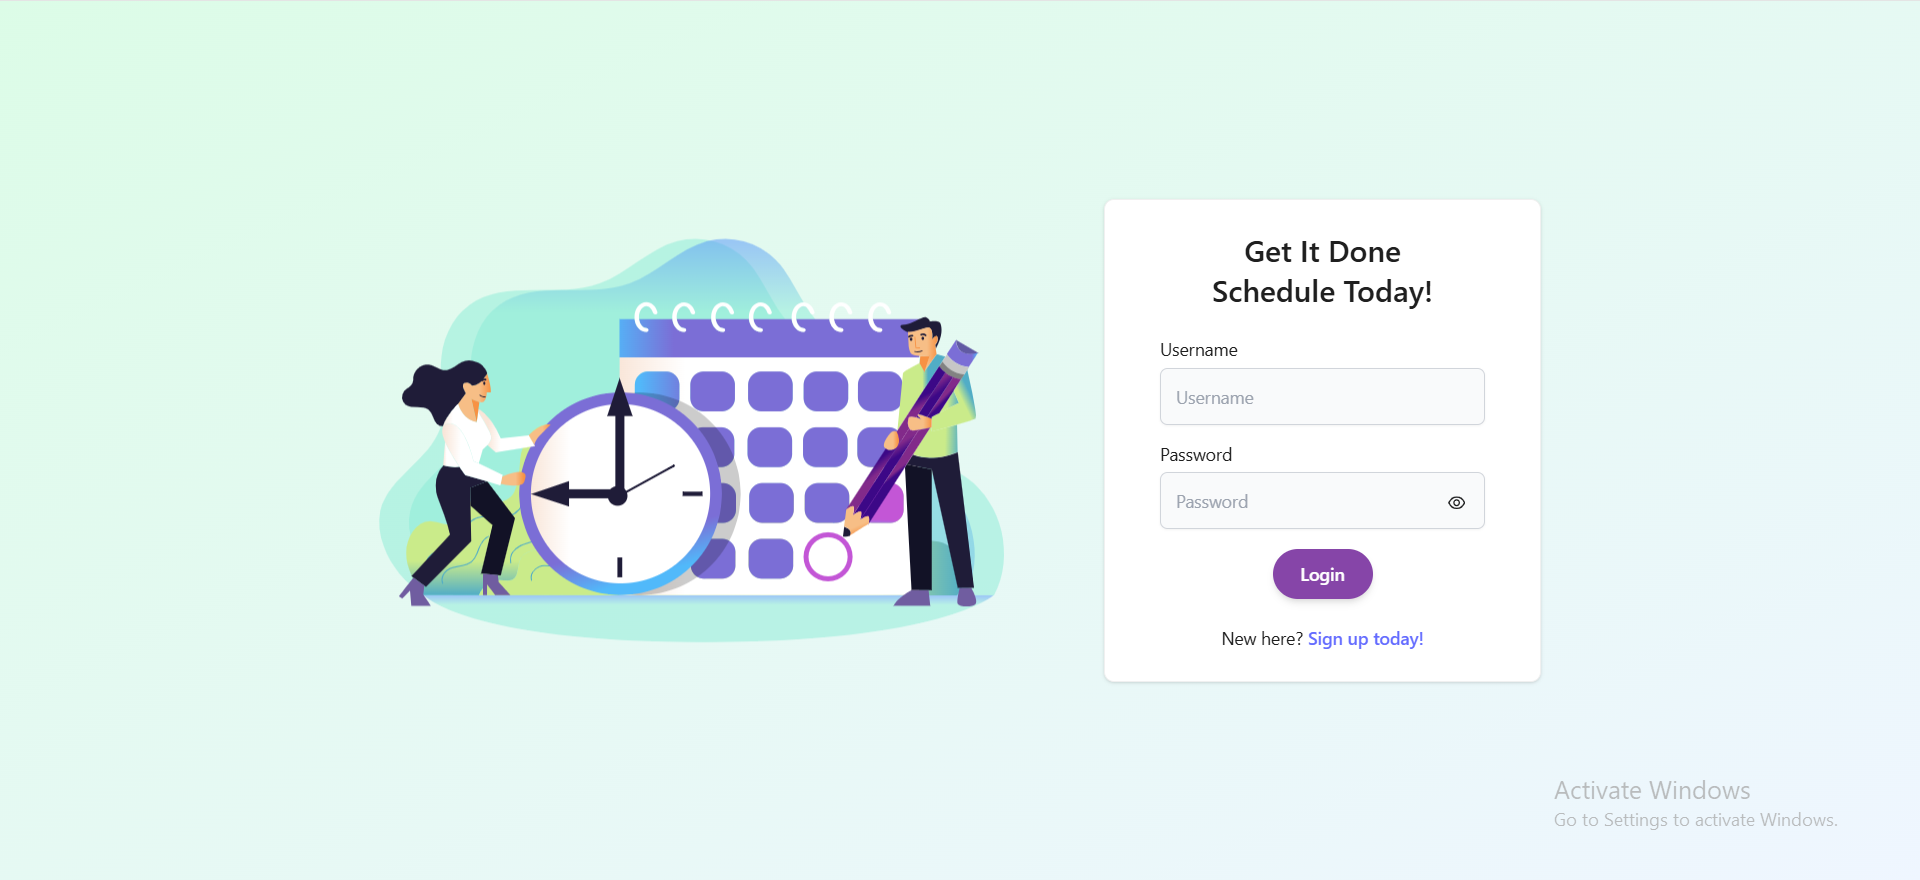 Get It Done
Schedule Today!
Username
Username
Password
Password
Login
New here? Sign up today!
Activate Windows
Go to Settings to activate Windows.